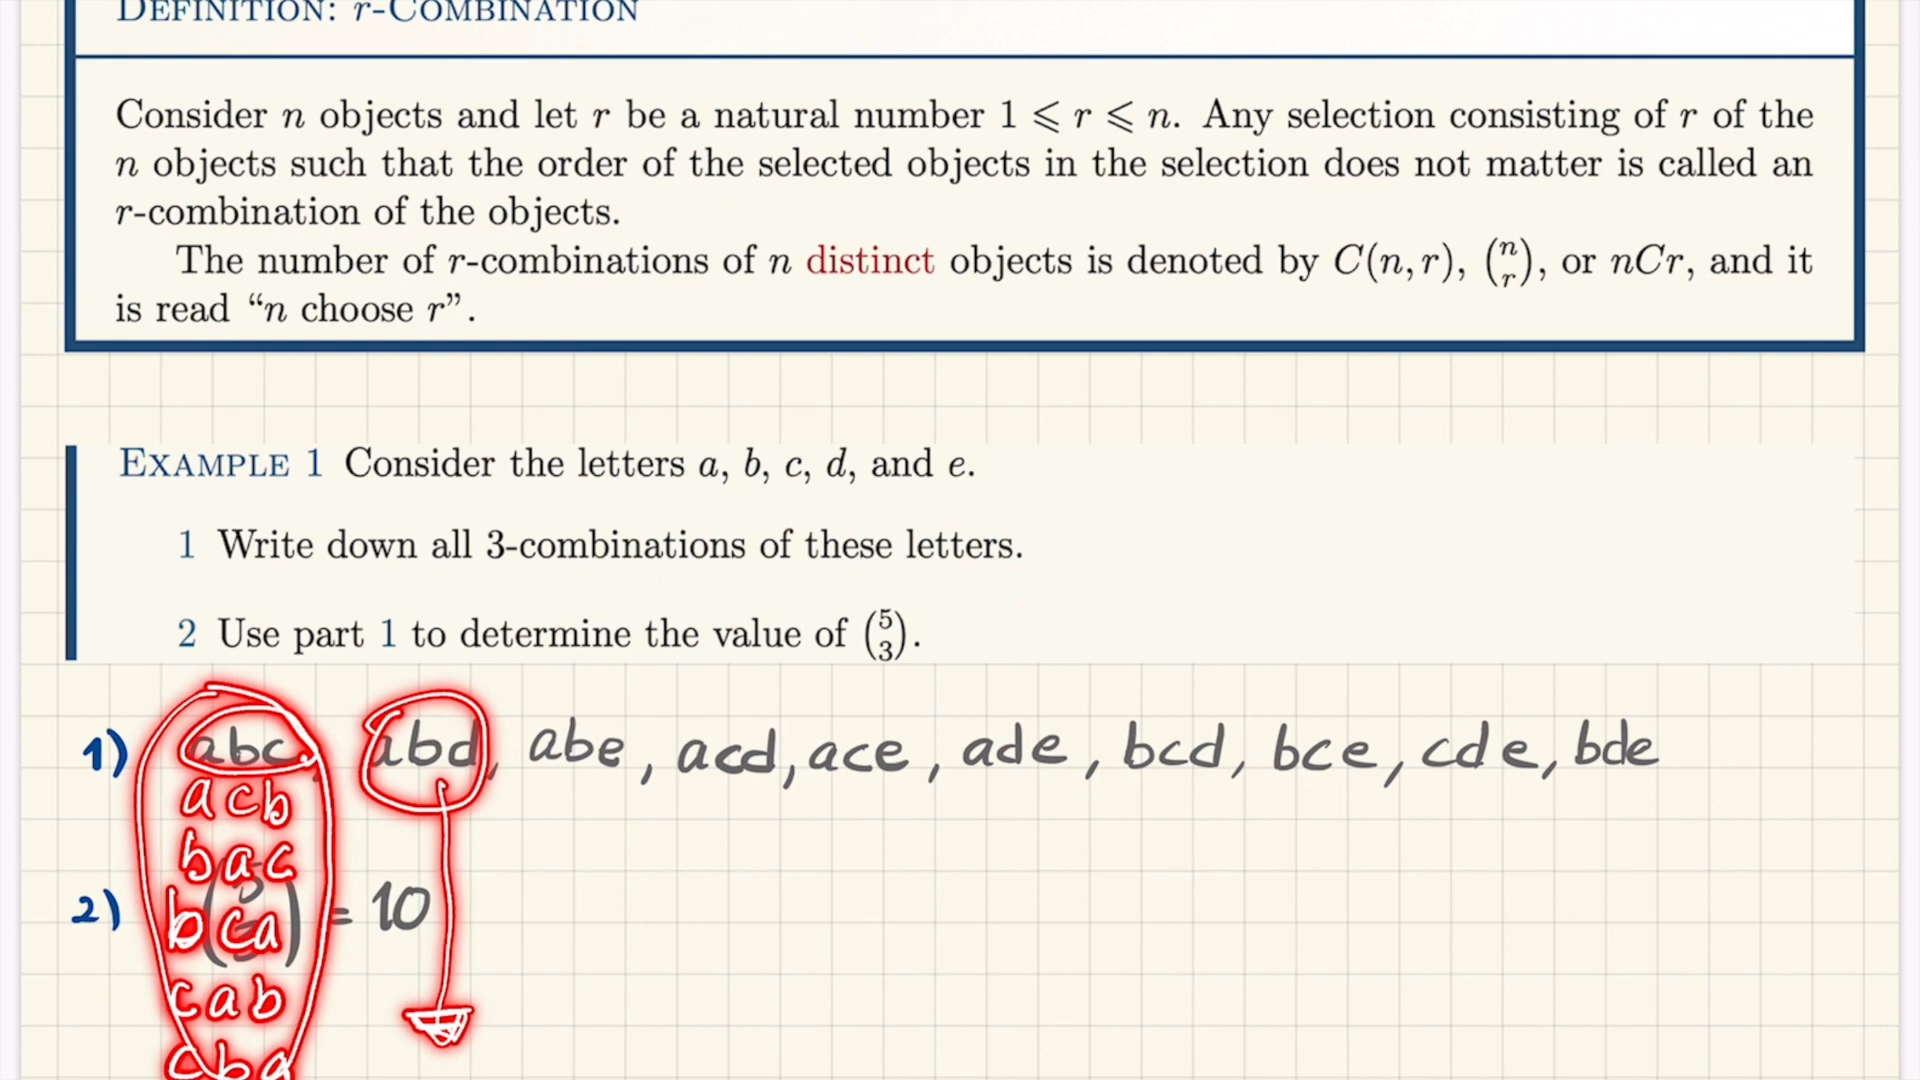 DEFINITION: r-COMBINATION
Consider n objects and let r be a natural number 1 ⩽ r ⩽ n. Any selection consisting of r of the
n objects such that the order of the selected objects in the selection does not matter is called an
r-combination of the objects.
The number of r-combinations of n distinct objects is denoted by C(n, r), (n r), or nCr, and it
is read “n choose r”.
EXAMPLE 1 Consider the letters a, b, c, d, and e.
1 Write down all 3-combinations of these letters.
2 Use part 1 to determine the value of (5 3).
1) abc, abd, abe, acd, ace, ade, bcd, bce, cde, bde
acb
bac
2) (5 3) = 10
bca
cab
cba